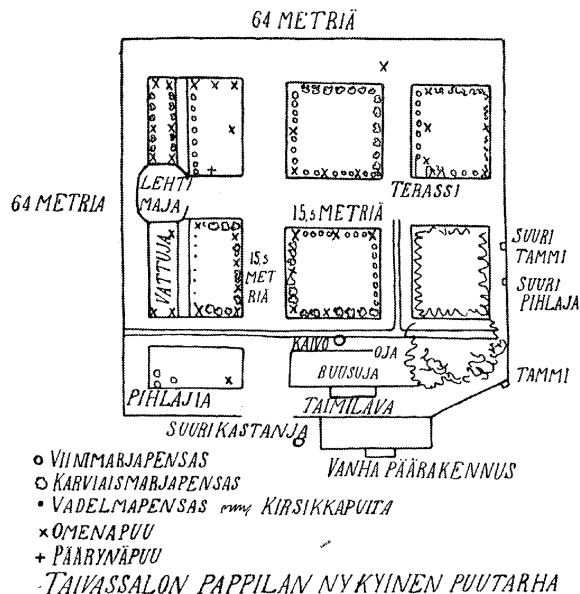 64 METRIÄ
LEHTI
MAJA
TERASSI
64 METRIA
15,5 METRIÄ
VATTUJA
15,5
MET
RIÄ
SUURI
TAMMI
SUURI
PIHLAJA
KAIVO
OJA
RUUSUJA
TAMMI
PIHLAJIA
TAIMILAVA
SUURI KASTANJA
VANHA PÄÄRAKENNUS
VIINIMARJAPENSAS
KARVIAISMARJAPENSAS
VADELMAPENSAS KIRSIKKAPUITA
OMENAPUU
PÄÄRYNÄPUU
TAIVASSALON PAPPILAN NYKYINEN PUUTARHA